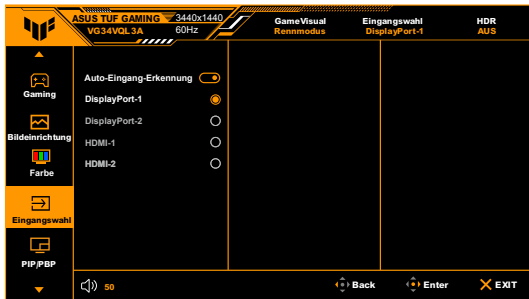 ASUS TUF GAMING 3440x1440
VG34VQL3A 60Hz
GameVisual
Rennmodus
Eingangswahl
DisplayPort-1
HDR
AUS
Gaming
Bildeinrichtung
Farbe
Eingangswahl
PIP/PBP
Auto-Eingang-Erkennung
DisplayPort-1
DisplayPort-2
HDMI-1
HDMI-2
50
Back
Enter
EXIT